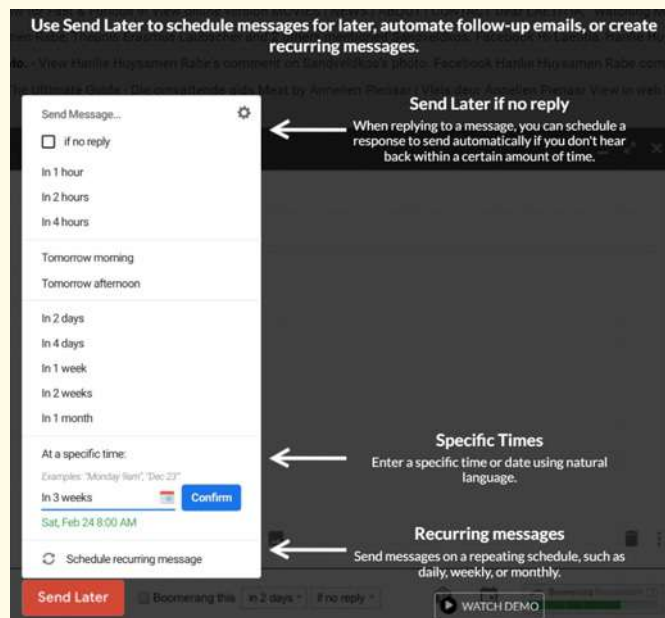 Use Send Later to schedule messages for later, automate follow-up emails, or create
recurring messages.
Send Message...
if no reply
In 1 hour
In 2 hours
In 4 hours
Tomorrow morning
Tomorrow afternoon
In 2 days
In 4 days
In 1 week
In 2 weeks
In 1 month
At a specific time:
Examples: "Monday 9am", "Dec 23"
In 3 weeks
Confirm
Sat, Feb 24 8:00 AM
Schedule recurring message
Send Later if no reply
When replying to a message, you can schedule a
response to send automatically if you don't hear
back within a certain amount of time.
Specific Times
Enter a specific time or date using natural
language.
Recurring messages
Send messages on a repeating schedule, such as
daily, weekly, or monthly.
Send Later
Boomerang this
in 2 days
if no reply
WATCH DEMO